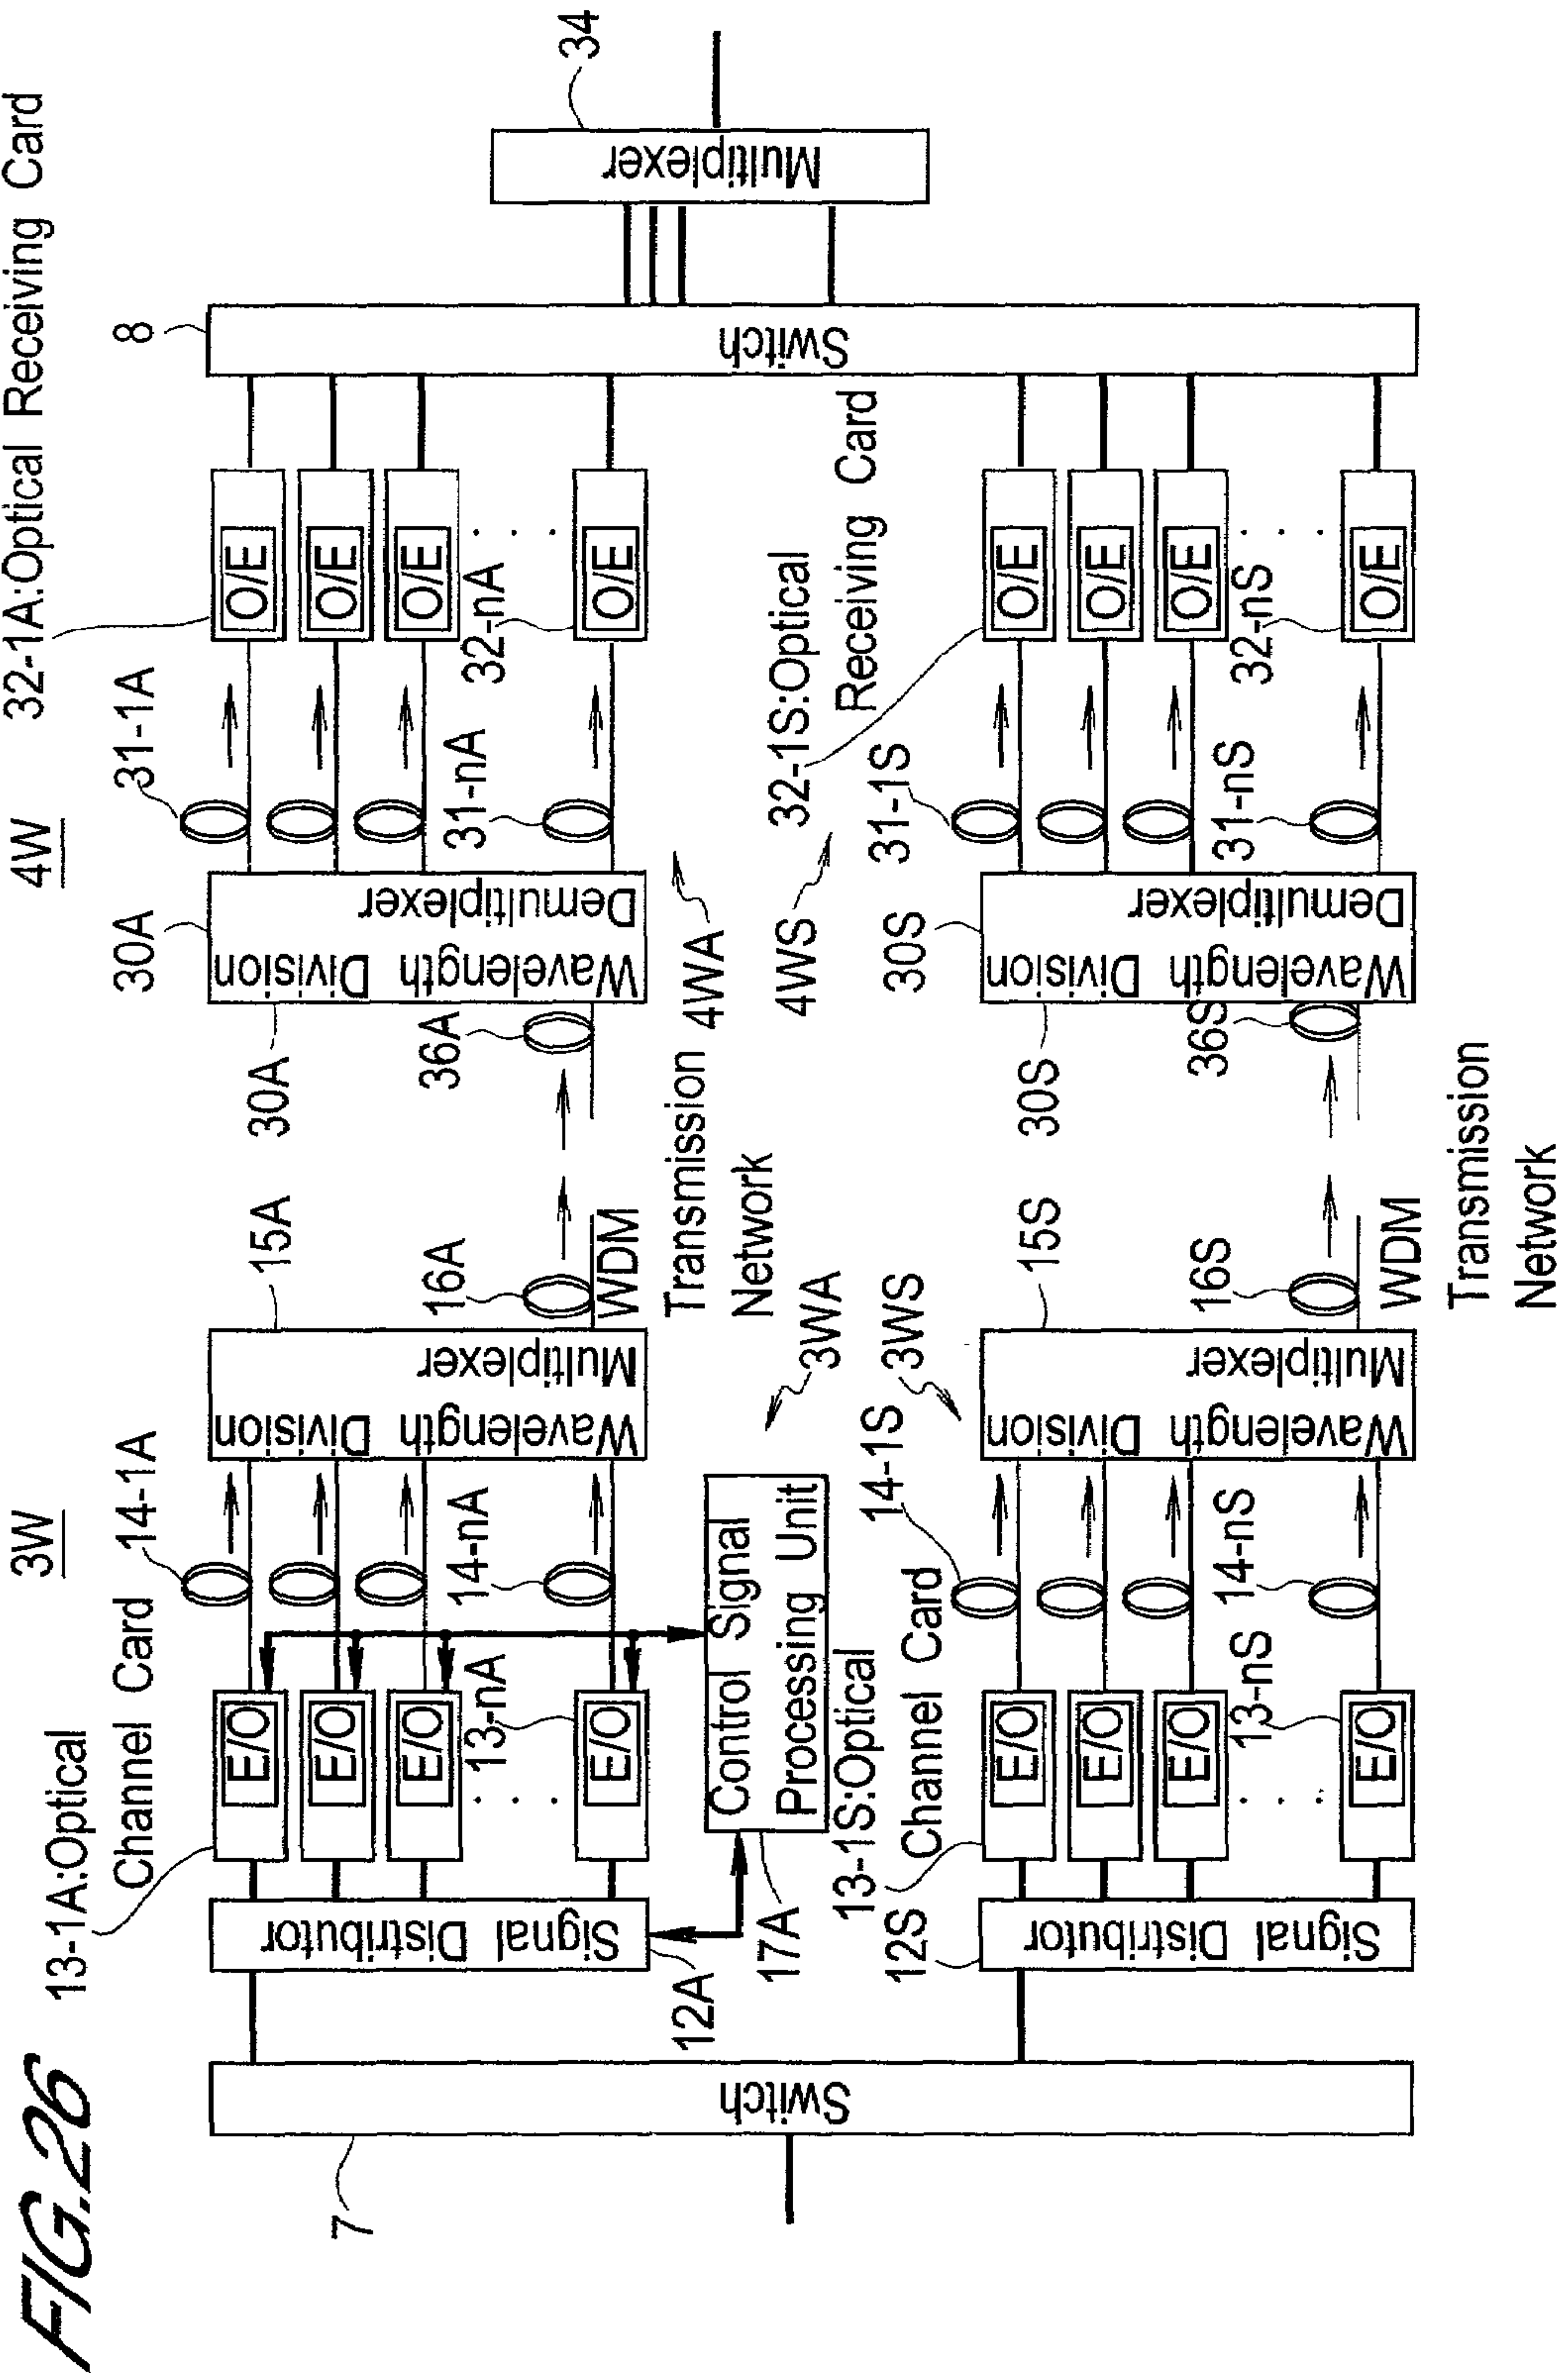 FIG.26
3W
4W
13-1A:Optical
Channel Card
14-1A
15A
30A
31-1A
32-1A:Optical Receiving Card
8
34
7
Switch
Signal Distributor
E/O
E/O
E/O
. . .
E/O
13-nA
14-nA
Wavelength Division
Multiplexer
16A
WDM
Transmission
Network
30A
36A
Wavelength Division
Demultiplexer
31-nA
O/E
O/E
O/E
. . .
O/E
32-nA
Switch
Multiplexer
12A
17A
Control Signal
Processing Unit
3WA
4WA
3WS
4WS
12S
13-1S:Optical
Channel Card
14-1S
15S
30S
31-1S
32-1S:Optical
Receiving Card
Signal Distributor
E/O
E/O
E/O
. . .
E/O
13-nS
14-nS
Wavelength Division
Multiplexer
16S
WDM
Transmission
Network
30S
36S
Wavelength Division
Demultiplexer
31-nS
O/E
O/E
O/E
. . .
O/E
32-nS